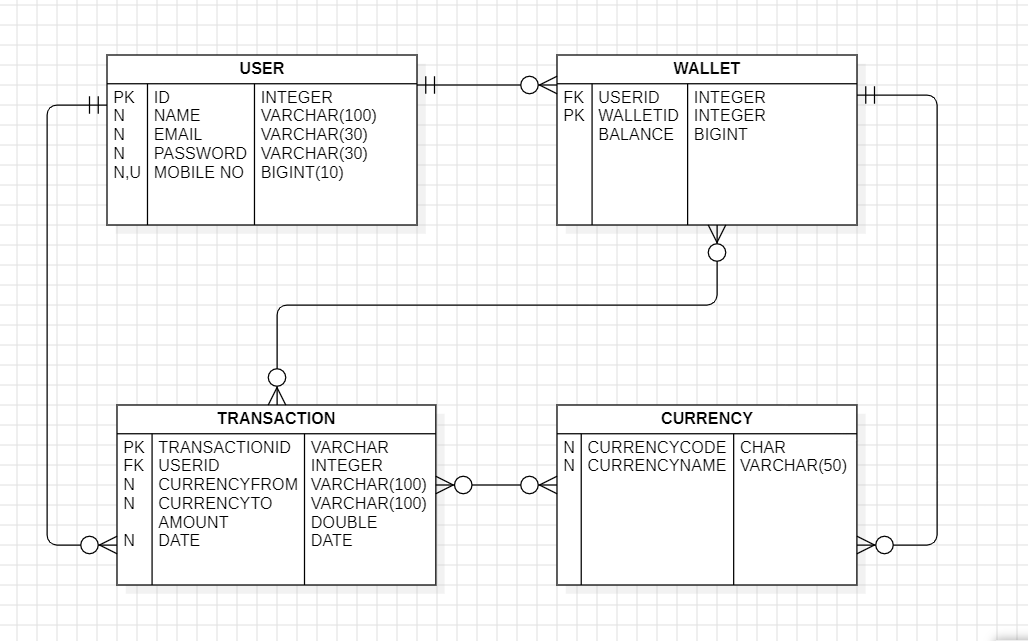 USER
PK ID INTEGER
N NAME VARCHAR(100)
N EMAIL VARCHAR(30)
N PASSWORD VARCHAR(30)
N,U MOBILE NO BIGINT(10)
WALLET
FK USERID INTEGER
PK WALLETID INTEGER
BALANCE BIGINT
TRANSACTION
PK TRANSACTIONID VARCHAR
FK USERID INTEGER
N CURRENCYFROM VARCHAR(100)
N CURRENCYTO VARCHAR(100)
AMOUNT DOUBLE
N DATE DATE
CURRENCY
N CURRENCYCODE CHAR
N CURRENCYNAME VARCHAR(50)